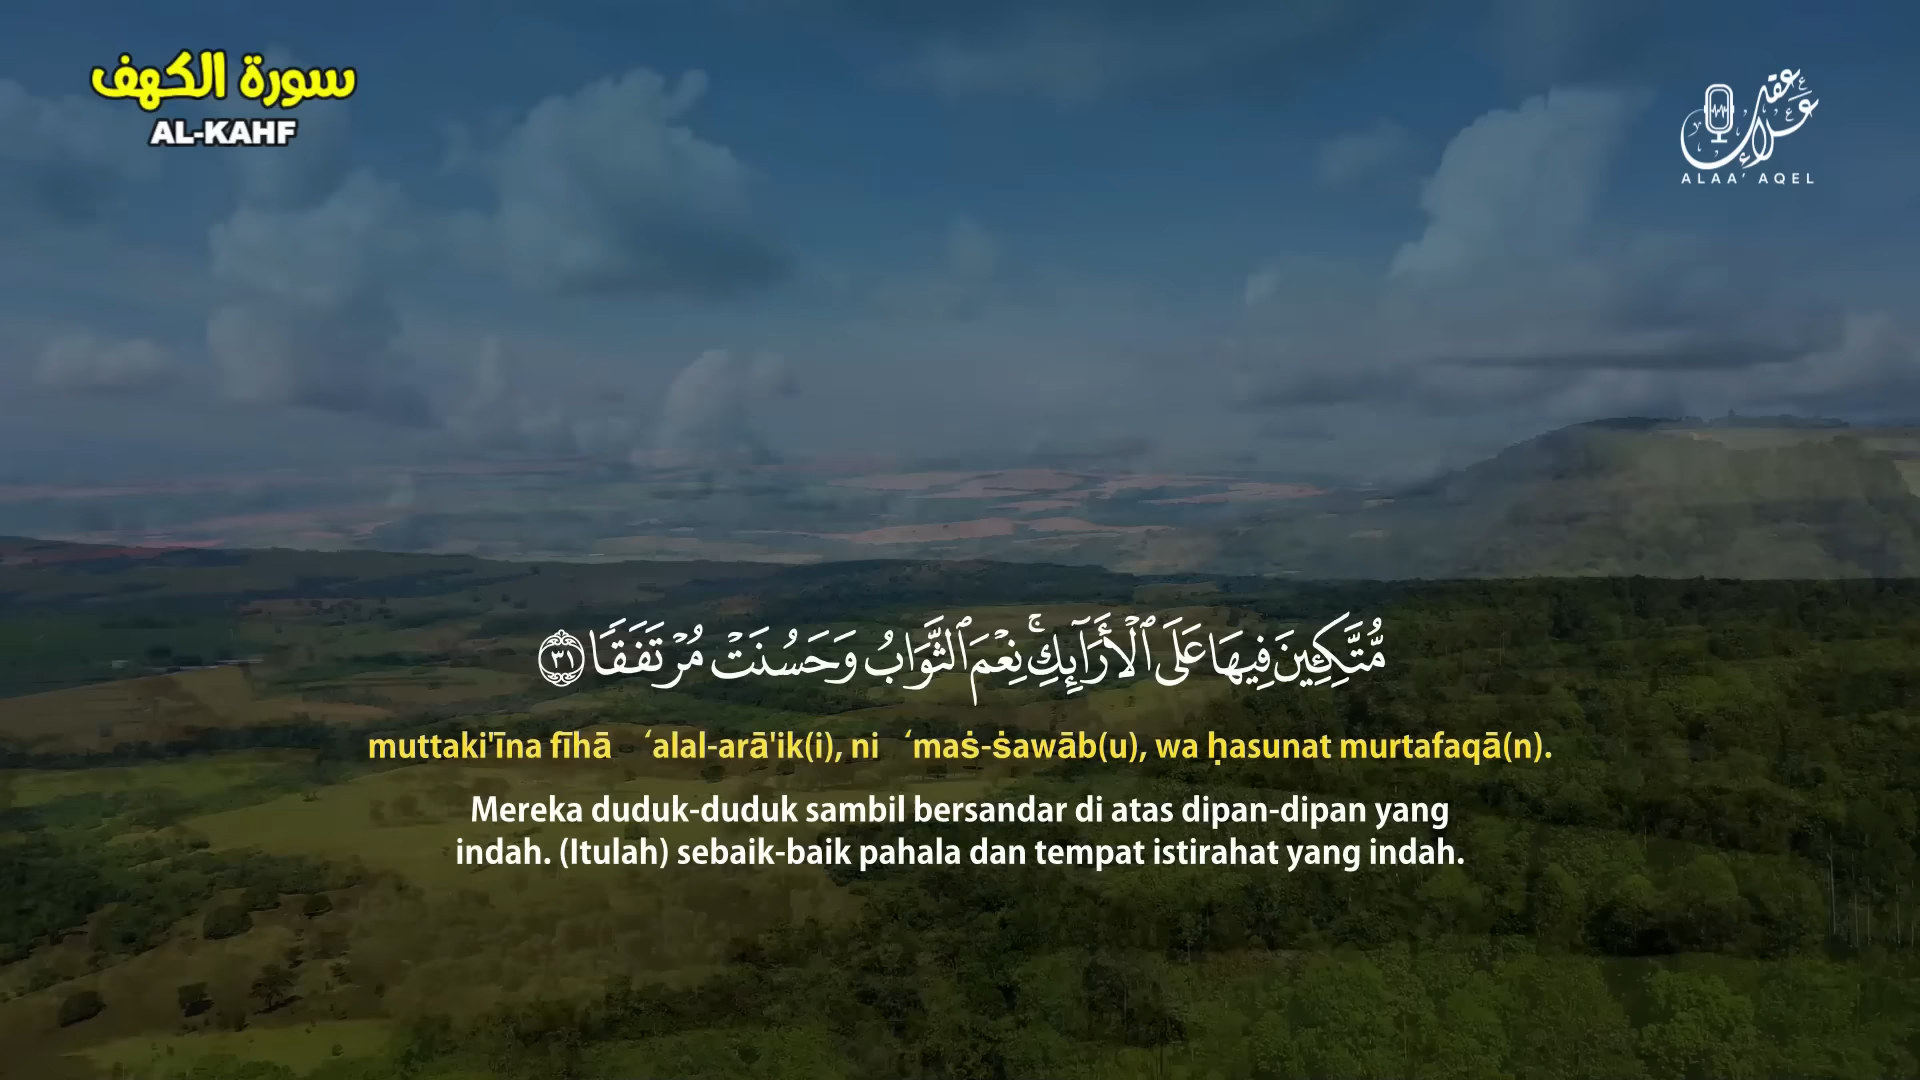 سورة الكهف
AL-KAHF
علاء عقل
ALAA' AQEL
مُّتَّكِـِٔينَ فِيهَا عَلَى ٱلْأَرَآئِكِ ۚ نِعْمَ ٱلثَّوَابُ وَحَسُنَتْ مُرْتَفَقًا ٣١
muttaki'īna fīhā ‘alal-arā'ik(i), ni ‘maṡ-ṡawāb(u), wa ḥasunat murtafaqā(n).
Mereka duduk-duduk sambil bersandar di atas dipan-dipan yang
indah. (Itulah) sebaik-baik pahala dan tempat istirahat yang indah.